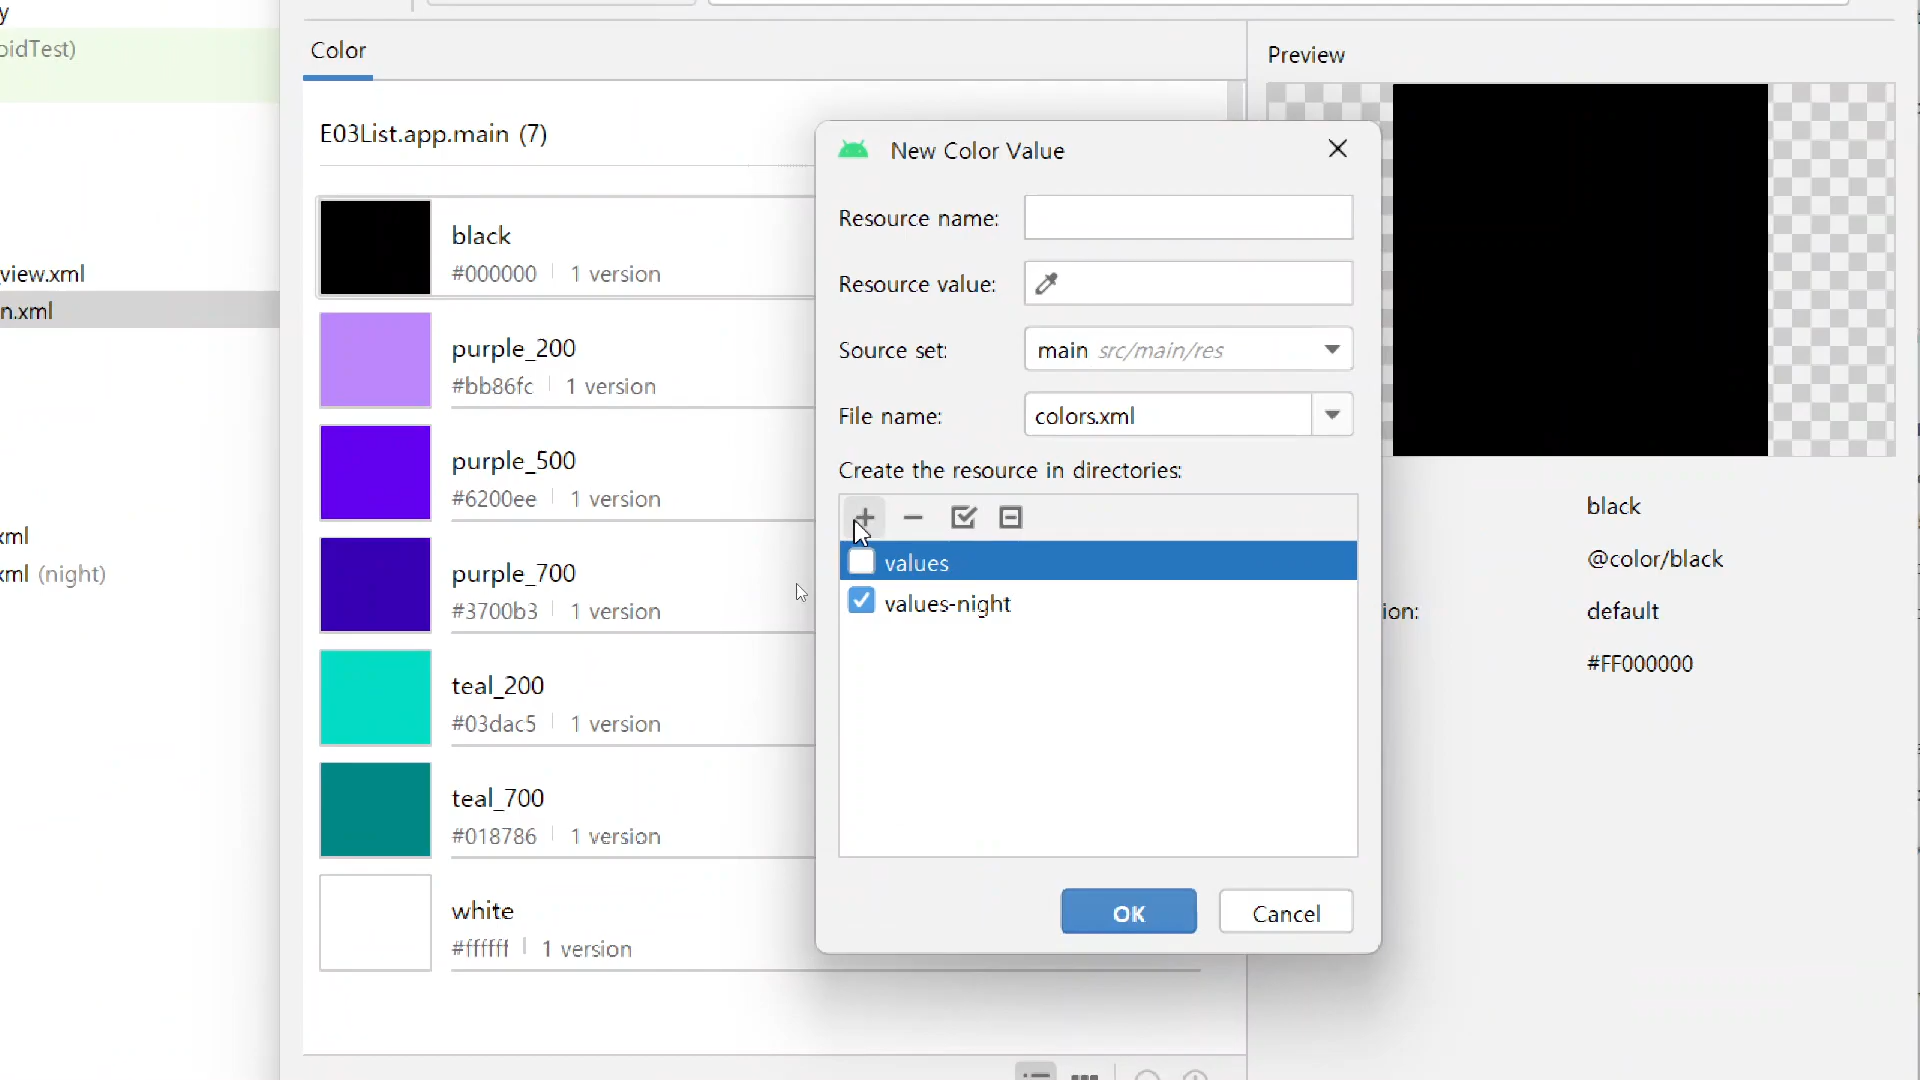 y
oidTest)
view.xml
n.xml
xml
xml (night)
Color
E03List.app.main (7)
black
#000000 1 version
purple_200
#bb86fc 1 version
purple_500
#6200ee 1 version
purple_700
#3700b3 1 version
teal_200
#03dac5 1 version
teal_700
#018786 1 version
white
#ffffff 1 version
New Color Value
Resource name:
Resource value:
Source set:
main src/main/res
File name:
colors.xml
Create the resource in directories:
values
values-night
OK
Cancel
Preview
black
@color/black
ion:
default
#FF000000